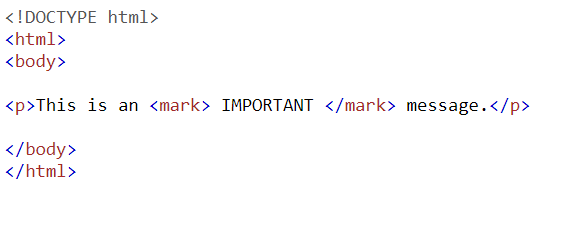 <!DOCTYPE html>
<html>
<body>
<p>This is an <mark> IMPORTANT </mark> message.</p>
</body>
</html>